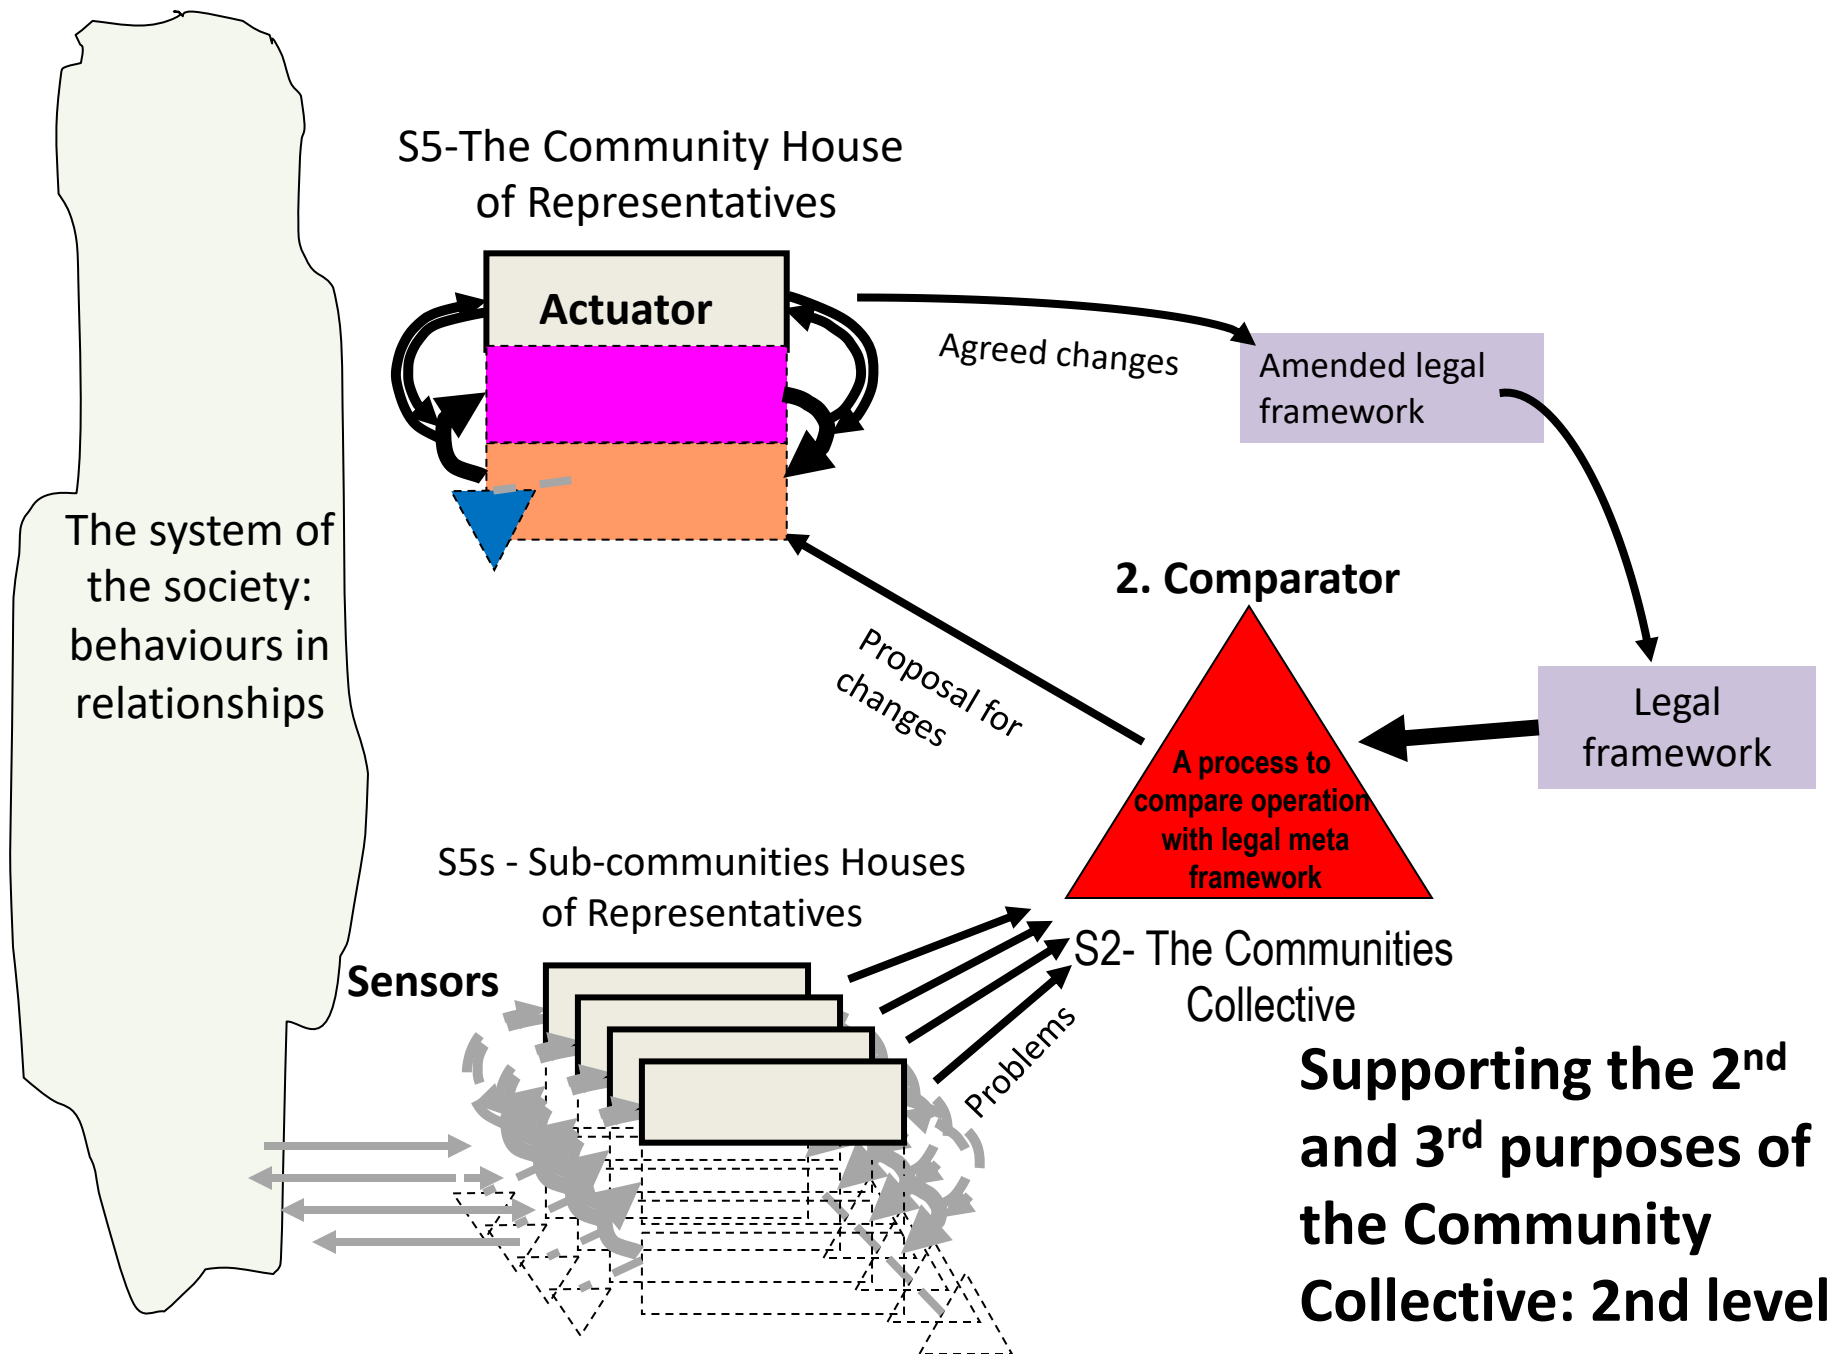 S5-The Community House
of Representatives
Actuator
Agreed changes
Amended legal
framework
The system of
the society:
behaviours in
relationships
2. Comparator
Proposal for
changes
Legal
framework
A process to
compare operation
with legal meta
framework
S5s - Sub-communities Houses
of Representatives
Sensors
S2- The Communities
Collective
Problems
Supporting the 2nd
and 3rd purposes of
the Community
Collective: 2nd level